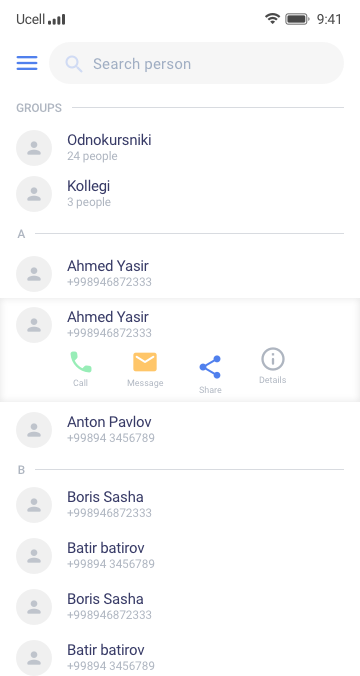 Ucell 9:41
Search person
GROUPS
Odnokursniki
24 people
Kollegi
3 people
A
Ahmed Yasir
+998946872333
Ahmed Yasir
+998946872333
Call Message Share Details
Anton Pavlov
+99894 3456789
B
Boris Sasha
+998946872333
Batir batirov
+99894 3456789
Boris Sasha
+998946872333
Batir batirov
+99894 3456789